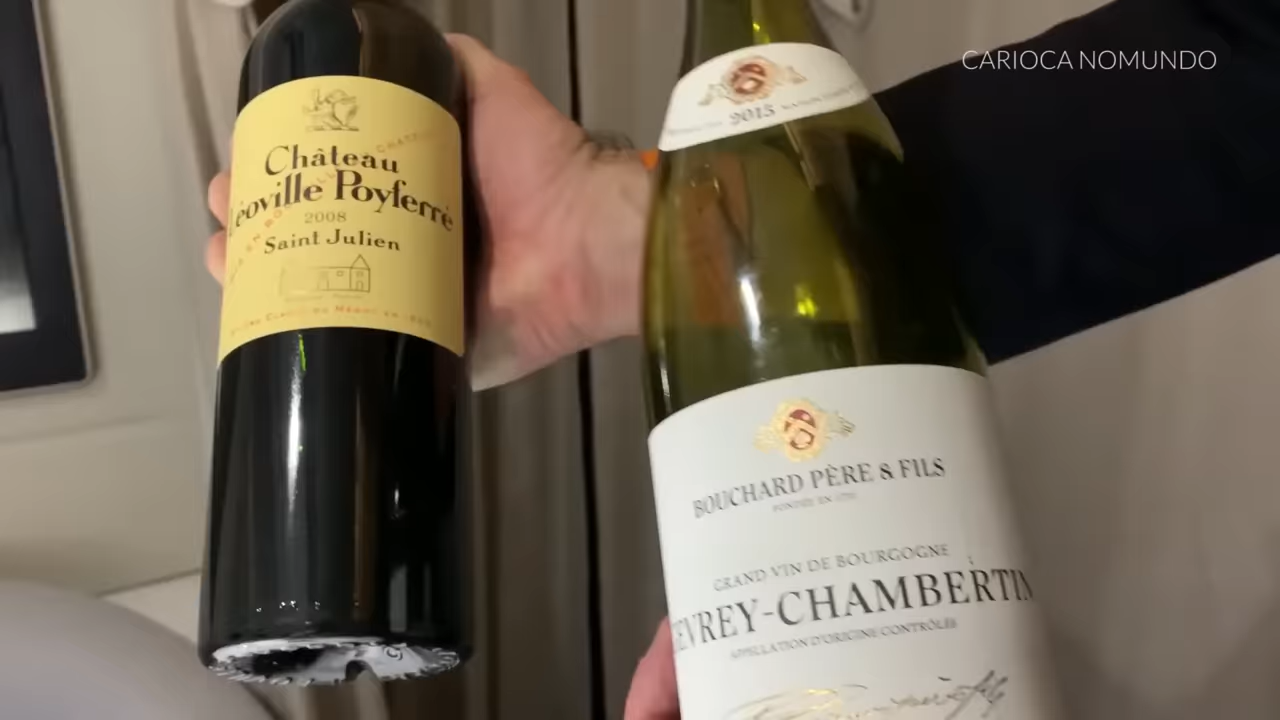 CARIOCA NOMUNDO
Château
Léoville Poyferré
2008
Saint Julien
2015
BOUCHARD PÈRE & FILS
GRAND VIN DE BOURGOGNE
EVREY-CHAMBERTIN
APPELLATION D'ORIGINE CONTRÔLÉE